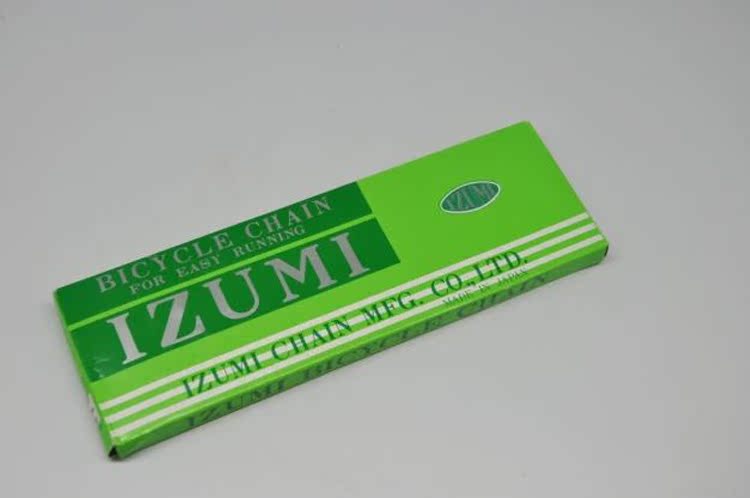 BICYCLE CHAIN
FOR EASY RUNNING
IZUMI
IZUMI
IZUMI CHAIN MFG. CO., LTD.
MADE IN JAPAN
IZUMI BICYCLE CHAIN